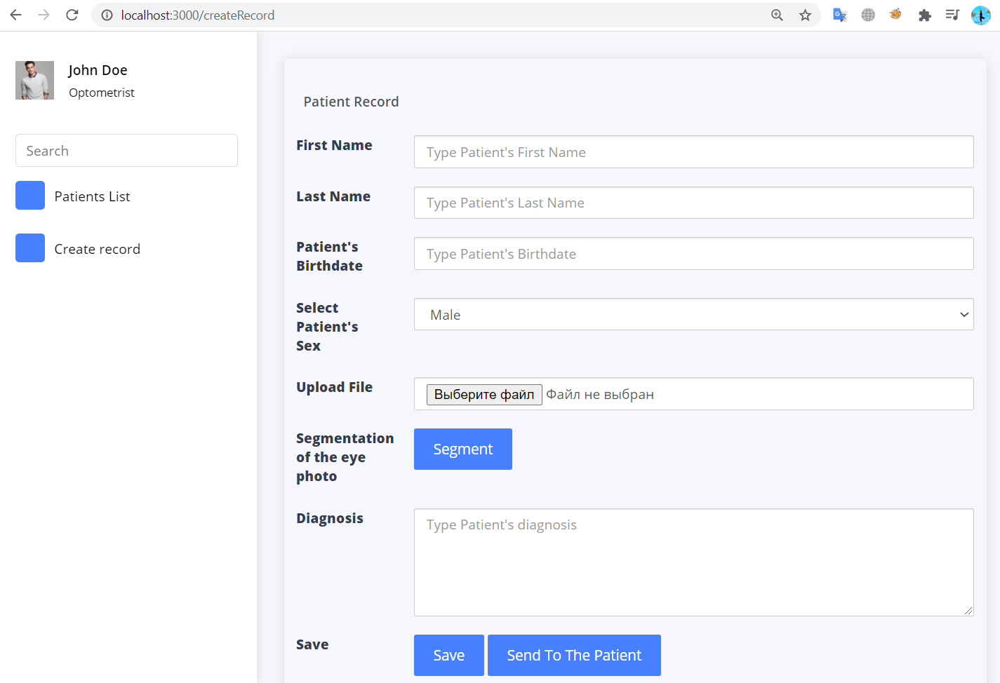 localhost:3000/createRecord
John Doe
Optometrist
Search
Patients List
Create record
Patient Record
First Name
Type Patient's First Name
Last Name
Type Patient's Last Name
Patient's
Birthdate
Type Patient's Birthdate
Select
Patient's
Sex
Male
Upload File
Выберите файл Файл не выбран
Segmentation
of the eye
photo
Segment
Diagnosis
Type Patient's diagnosis
Save
Save
Send To The Patient